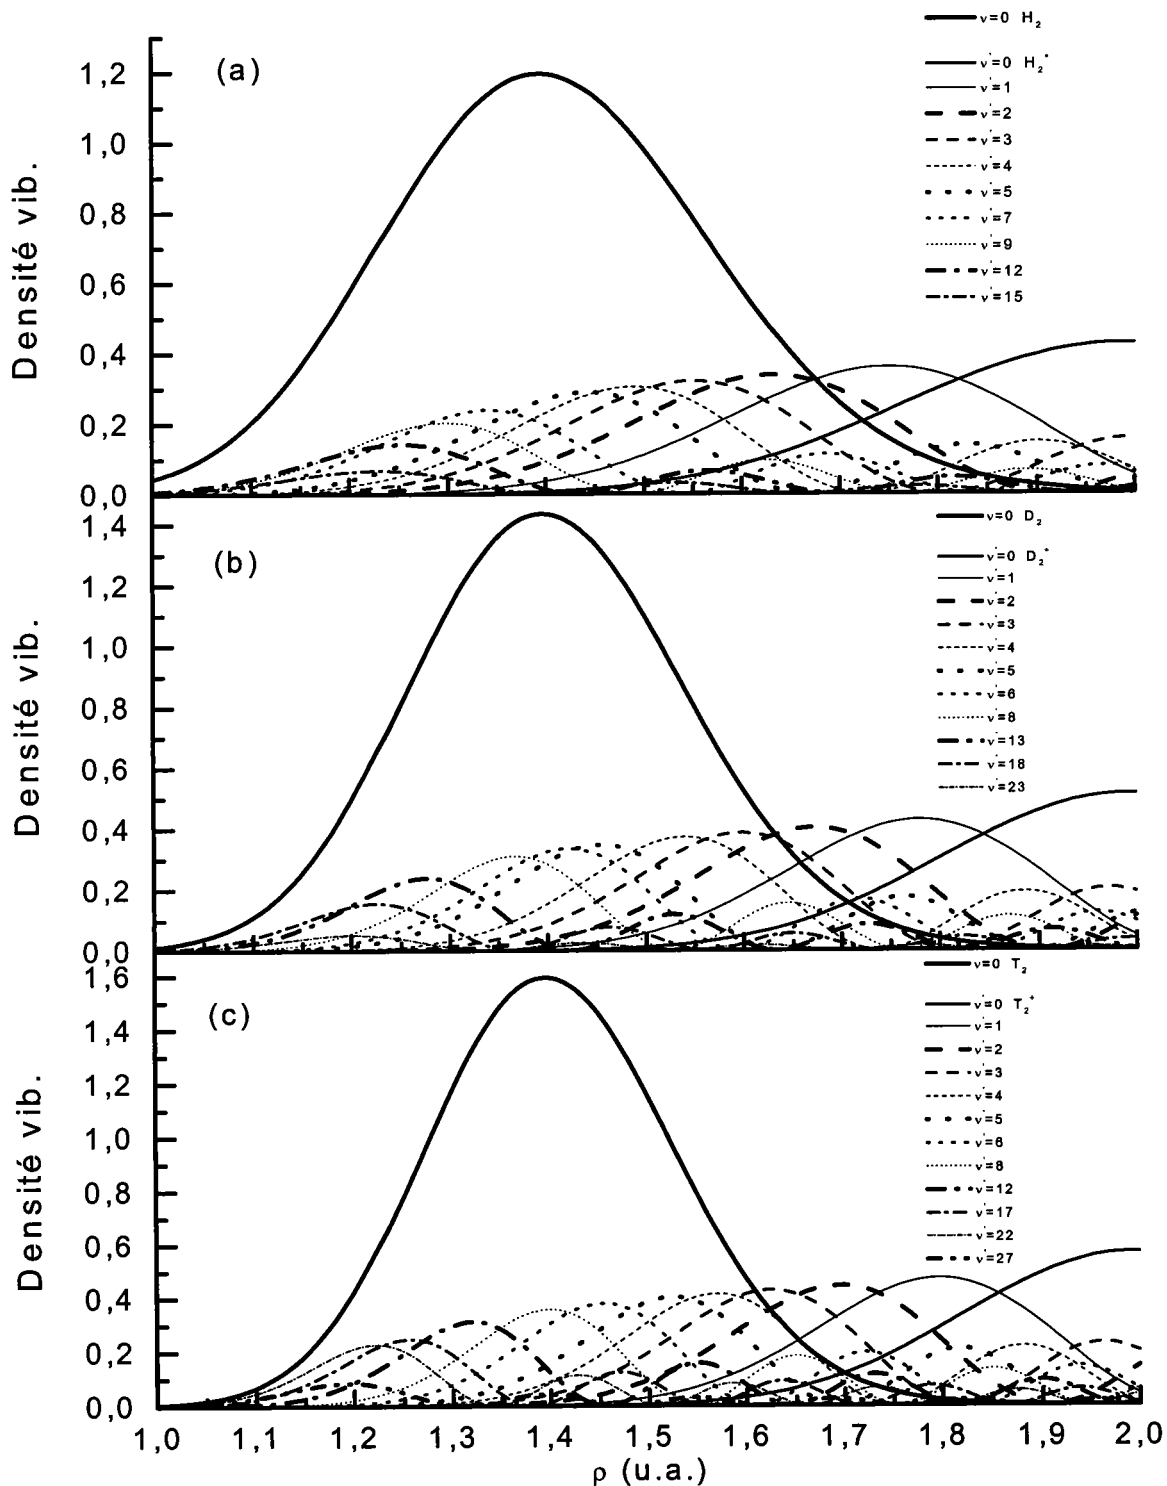 (a)
Densité vib.
1,2
1,0
0,8
0,6
0,4
0,2
0,0
ν=0 H₂
ν'=0 H₂⁺
ν'=1
ν'=2
ν'=3
ν'=4
ν'=5
ν'=7
ν'=9
ν'=12
ν'=15
(b)
Densité vib.
1,4
1,2
1,0
0,8
0,6
0,4
0,2
0,0
ν=0 D₂
ν'=0 D₂⁺
ν'=1
ν'=2
ν'=3
ν'=4
ν'=5
ν'=6
ν'=8
ν'=13
ν'=18
ν'=23
(c)
Densité vib.
1,6
1,4
1,2
1,0
0,8
0,6
0,4
0,2
0,0
ν=0 T₂
ν'=0 T₂⁺
ν'=1
ν'=2
ν'=3
ν'=4
ν'=5
ν'=6
ν'=8
ν'=12
ν'=17
ν'=22
ν'=27
1,0 1,1 1,2 1,3 1,4 1,5 1,6 1,7 1,8 1,9 2,0
ρ (u.a.)